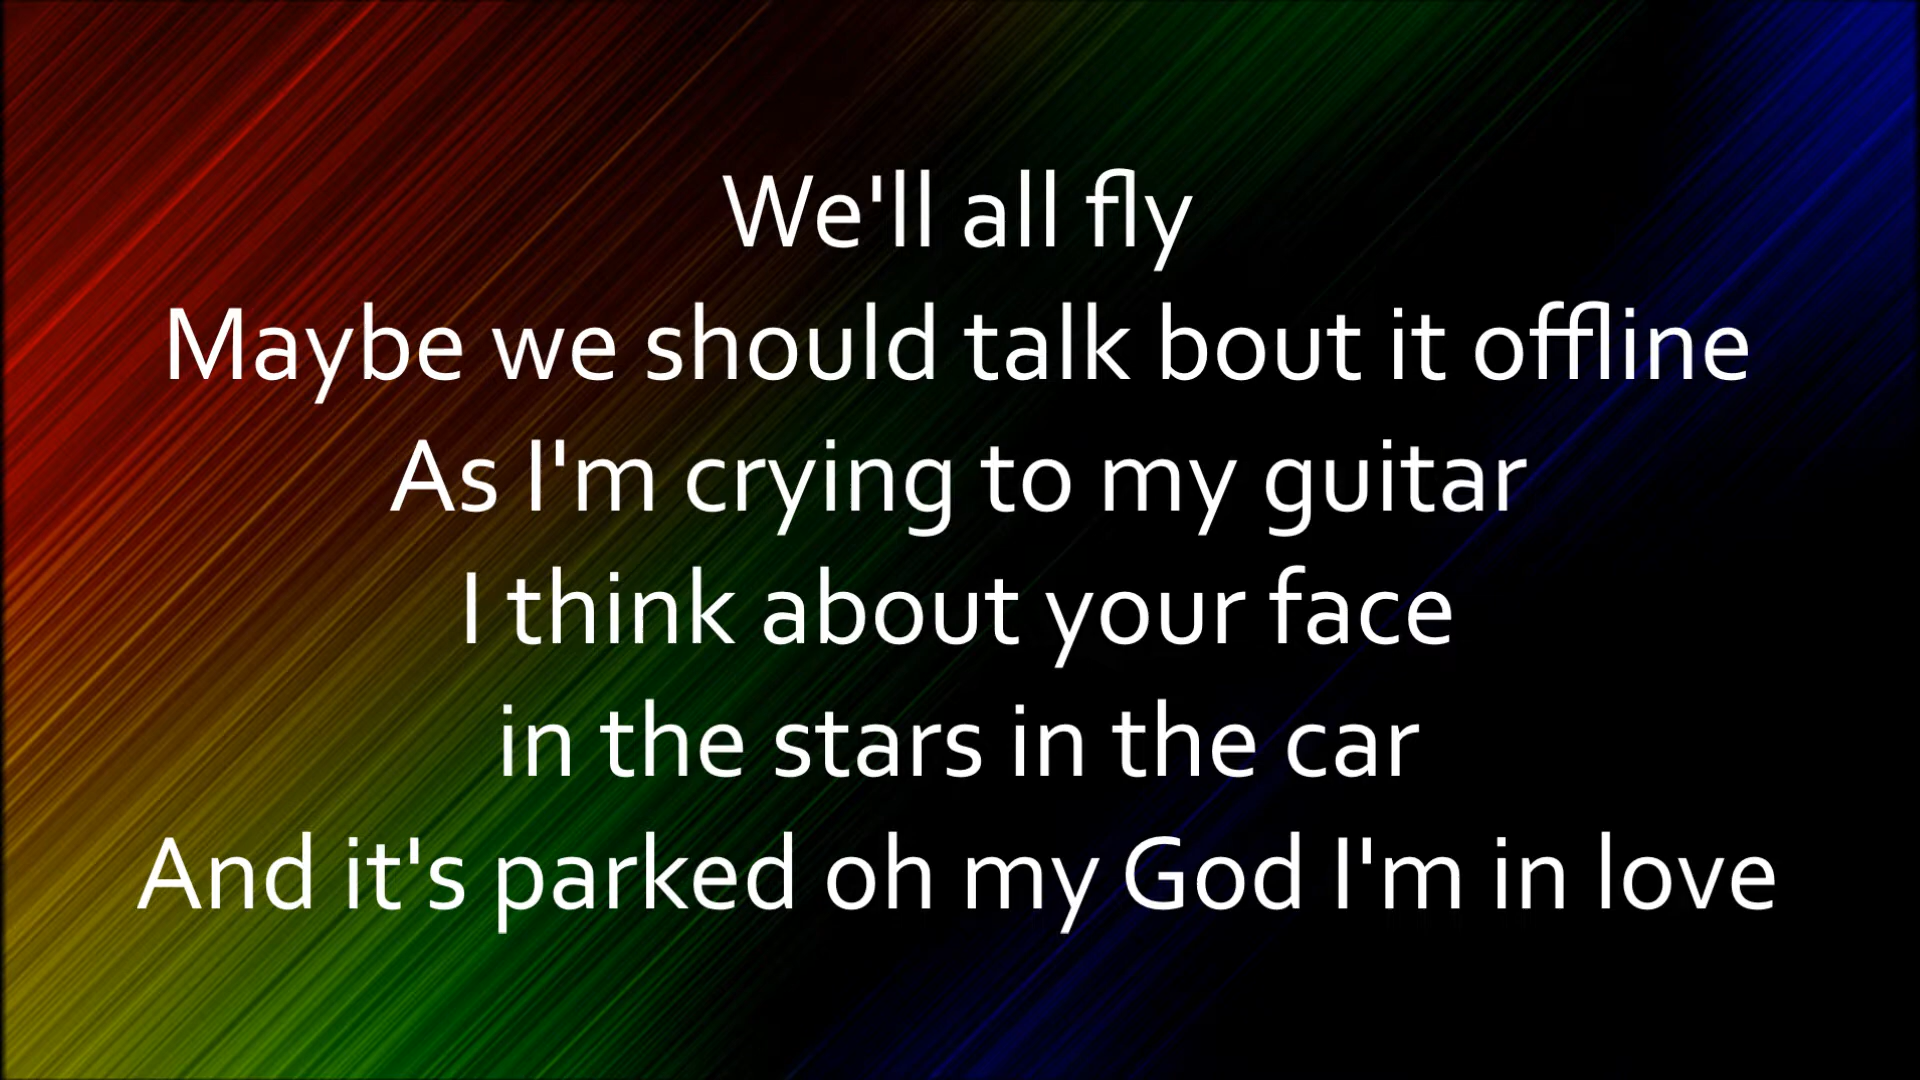 We'll all fly
Maybe we should talk bout it offline
As I'm crying to my guitar
I think about your face
in the stars in the car
And it's parked oh my God I'm in love